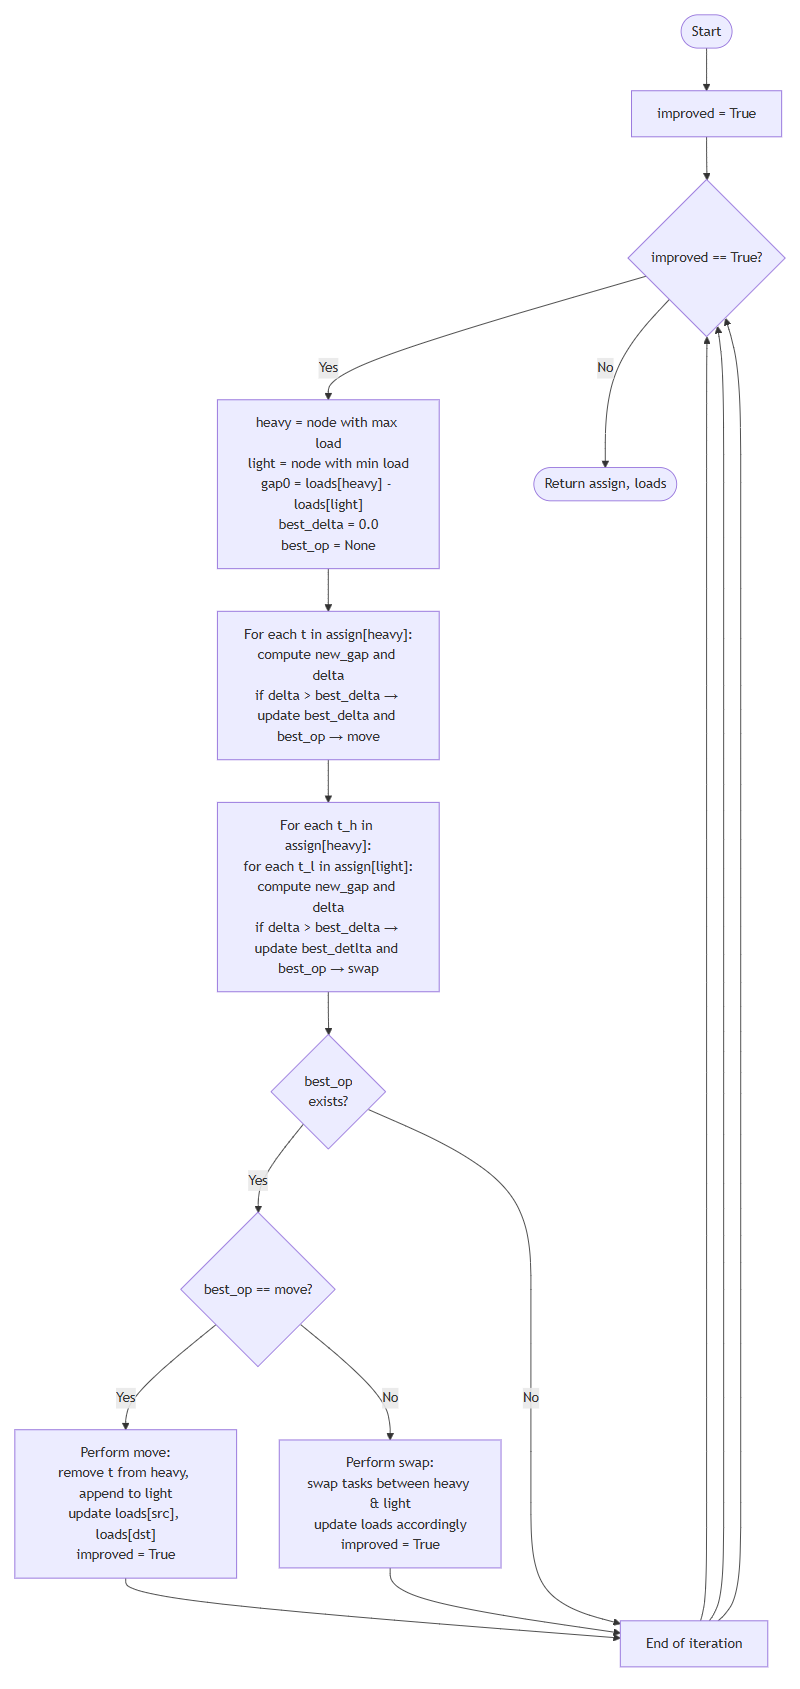 Start
improved = True
improved == True?
Yes
No
heavy = node with max
load
light = node with min load
gap0 = loads[heavy] -
loads[light]
best_delta = 0.0
best_op = None
Return assign, loads
For each t in assign[heavy]:
compute new_gap and
delta
if delta > best_delta →
update best_delta and
best_op → move
For each t_h in
assign[heavy]:
for each t_l in assign[light]:
compute new_gap and
delta
if delta > best_delta →
update best_detlta and
best_op → swap
best_op
exists?
Yes
best_op == move?
Yes
No
No
Perform move:
remove t from heavy,
append to light
update loads[src],
loads[dst]
improved = True
Perform swap:
swap tasks between heavy
& light
update loads accordingly
improved = True
End of iteration